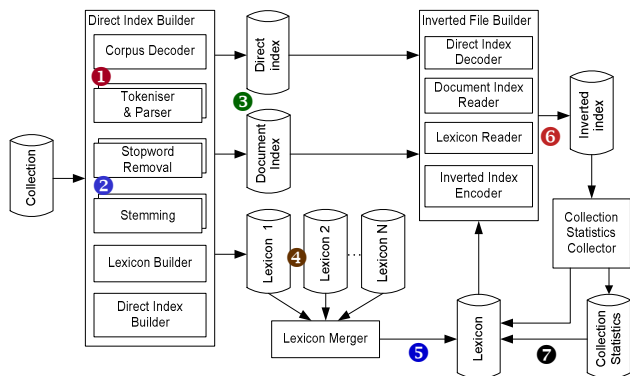 Direct Index Builder
Corpus Decoder
1
Tokeniser
& Parser
Stopword
Removal
2
Stemming
Lexicon Builder
Direct Index
Builder
Collection
Direct
index
3
Document
Index
Lexicon 1
4
Lexicon 2
...
Lexicon N
Lexicon Merger
5
Inverted File Builder
Direct Index
Decoder
Document Index
Reader
Lexicon Reader
Inverted Index
Encoder
6
Inverted
index
Collection
Statistics
Collector
Lexicon
7
Collection
Statistics